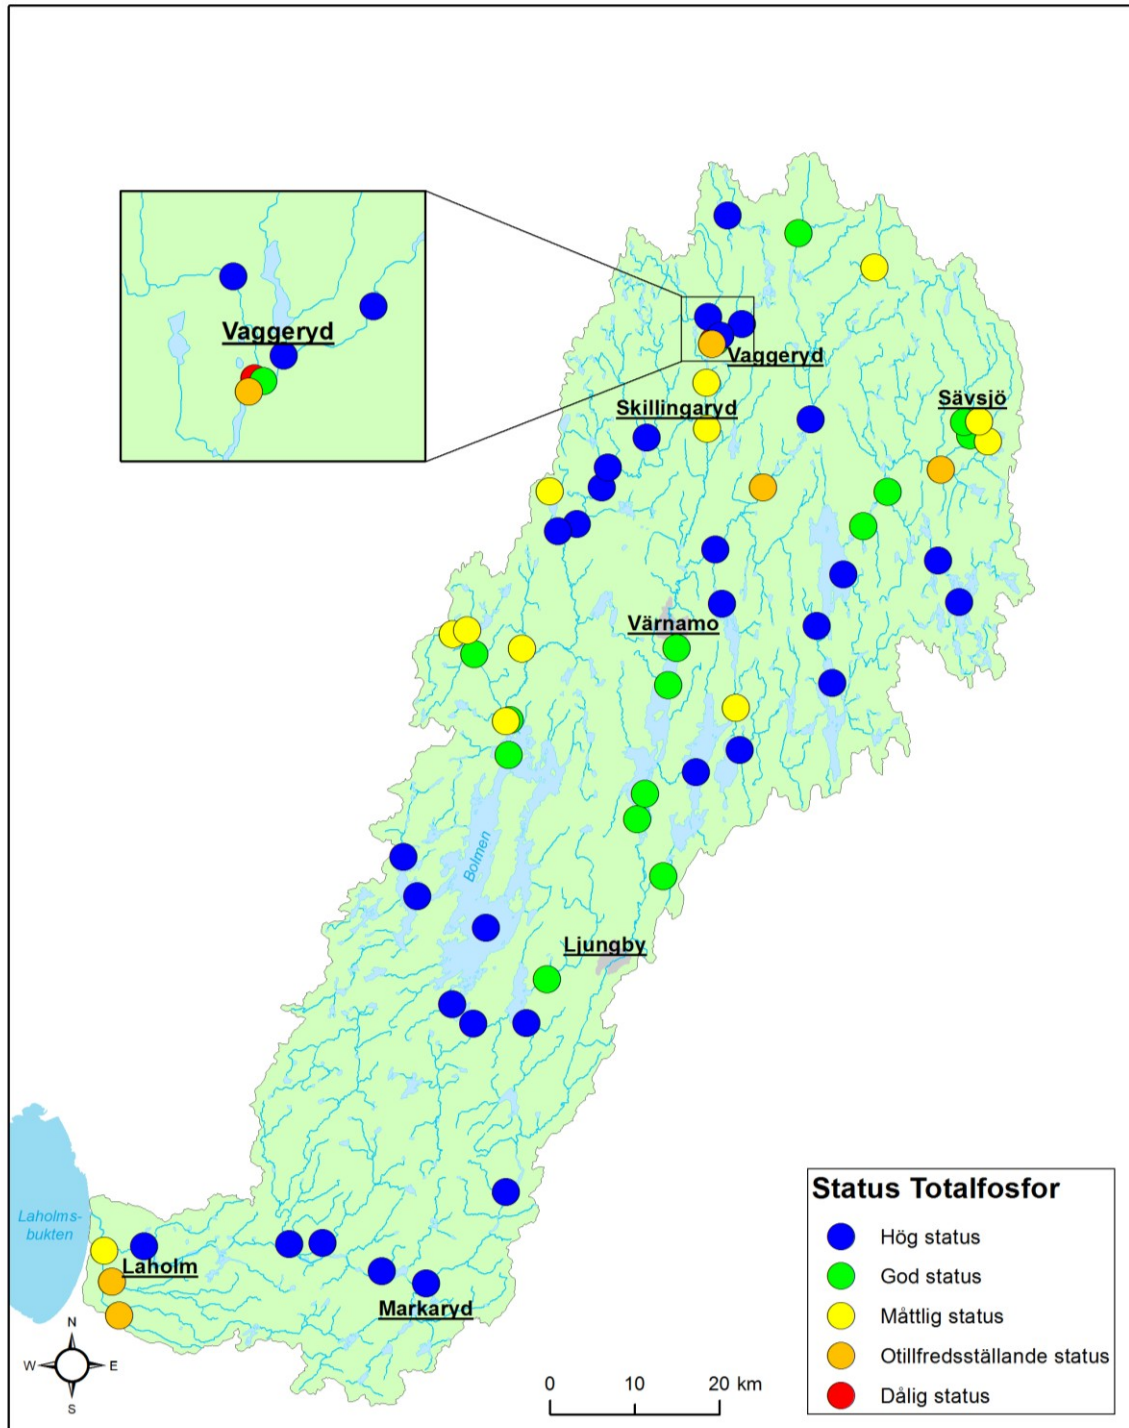 Vaggeryd
Vaggeryd
Skillingaryd
Sävsjö
Värnamo
Bolmen
Ljungby
Laholms-
bukten
Laholm
Markaryd
N
W
E
S
0
10
20 km
Status Totalfosfor
Hög status
God status
Måttlig status
Otillfredsställande status
Dålig status